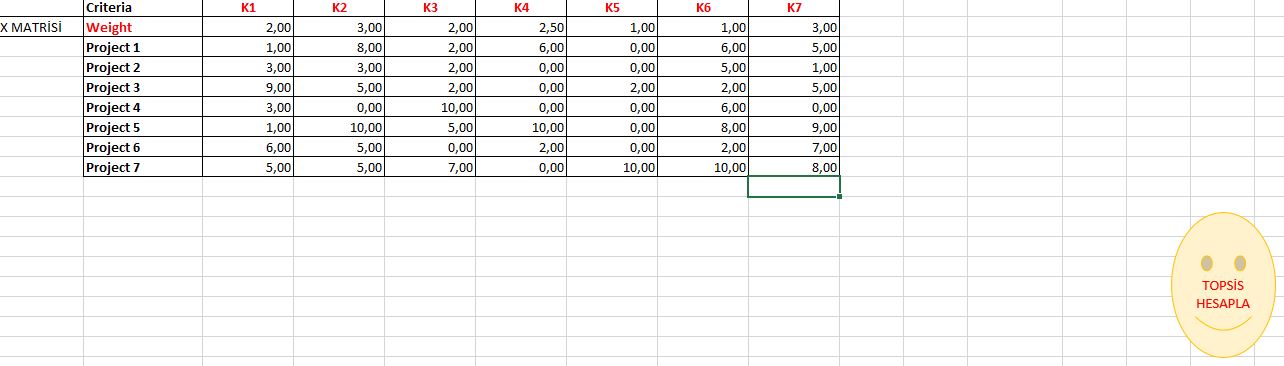 Criteria K1 K2 K3 K4 K5 K6 K7
X MATRİSİ Weight 2,00 3,00 2,00 2,50 1,00 1,00 3,00
Project 1 1,00 8,00 2,00 6,00 0,00 6,00 5,00
Project 2 3,00 3,00 2,00 0,00 0,00 5,00 1,00
Project 3 9,00 5,00 2,00 0,00 2,00 2,00 5,00
Project 4 3,00 0,00 10,00 0,00 0,00 6,00 0,00
Project 5 1,00 10,00 5,00 10,00 0,00 8,00 9,00
Project 6 6,00 5,00 0,00 2,00 0,00 2,00 7,00
Project 7 5,00 5,00 7,00 0,00 10,00 10,00 8,00
TOPSİS
HESAPLA